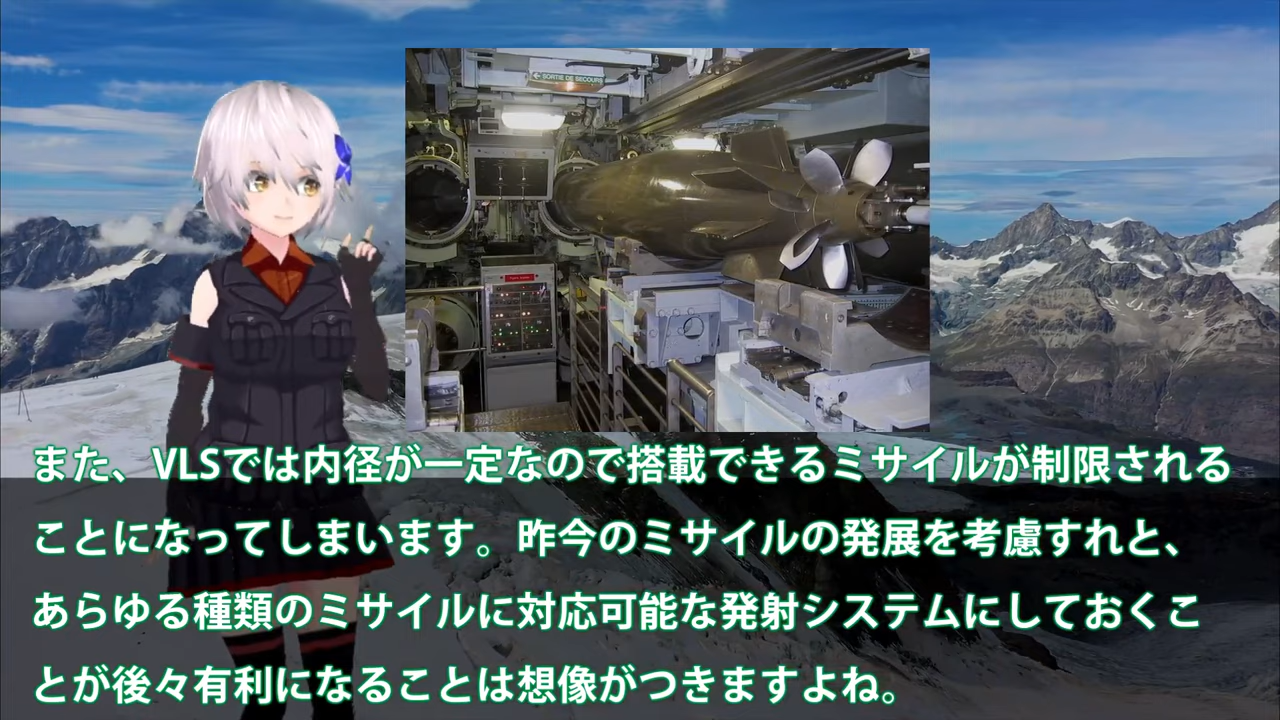 SORTIE DE SECOURS
また、VLSでは内径が一定なので搭載できるミサイルが制限される
ことになってしまいます。昨今のミサイルの発展を考慮すれと、
あらゆる種類のミサイルに対応可能な発射システムにしておくこ
とが後々有利になることは想像がつきますよね。